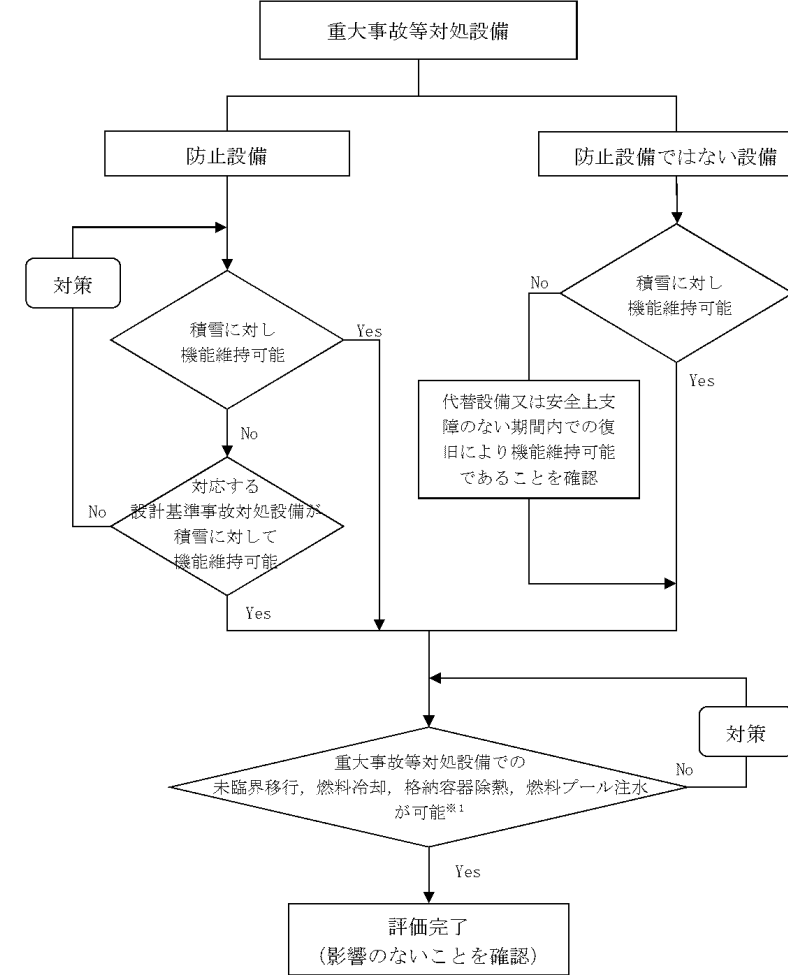 重大事故等対処設備
防止設備
防止設備ではない設備
対策
積雪に対し
機能維持可能
Yes
No
積雪に対し
機能維持可能
No
Yes
代替設備又は安全上支
障のない期間内での復
旧により機能維持可能
であることを確認
対応する
設計基準事故対処設備が
積雪に対して
機能維持可能
No
Yes
対策
重大事故等対処設備での
未臨界移行，燃料冷却，格納容器除熱，燃料プール注水
が可能※1
No
Yes
評価完了
（影響のないことを確認）